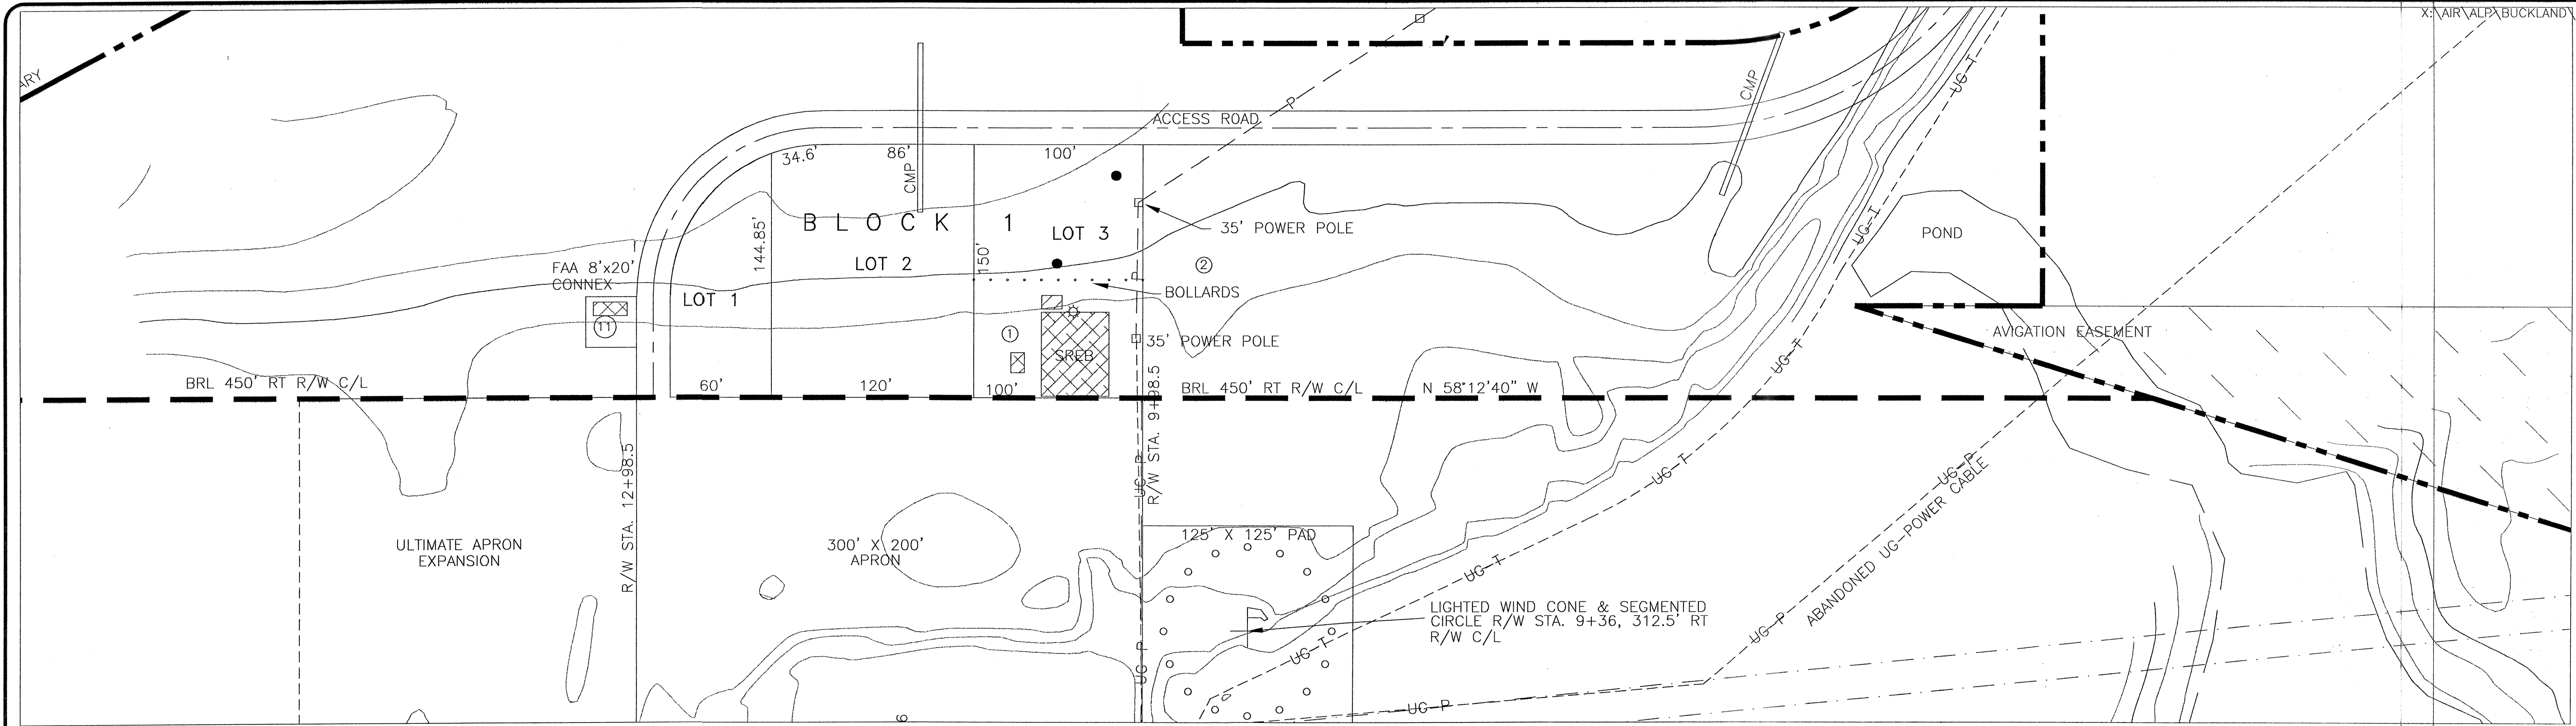 X:\AIR\ALP\BUCKLAND\
ARY
CMP
UG-T
P
ACCESS ROAD
34.6'
86'
100'
CMP
BLOCK 1
144.85'
150'
LOT 3
35' POWER POLE
UG-T
POND
LOT 2
2
P
FAA 8'x20'
CONNEX
LOT 1
BOLLARDS
11
1
35' POWER POLE
AVIGATION EASEMENT
SREB
UG-T
BRL 450' RT R/W C/L
60'
120'
100'
BRL 450' RT R/W C/L
N 58°12'40" W
R/W STA. 12+98.5
R/W STA. 9+98.5
UG P
UG-T
UG-P
ABANDONED UG-POWER CABLE
ULTIMATE APRON
EXPANSION
300' X 200'
APRON
125' X 125' PAD
UG-T
LIGHTED WIND CONE & SEGMENTED
CIRCLE R/W STA. 9+36, 312.5' RT
R/W C/L
UG-P
UG-T
UG P
UG-P
6